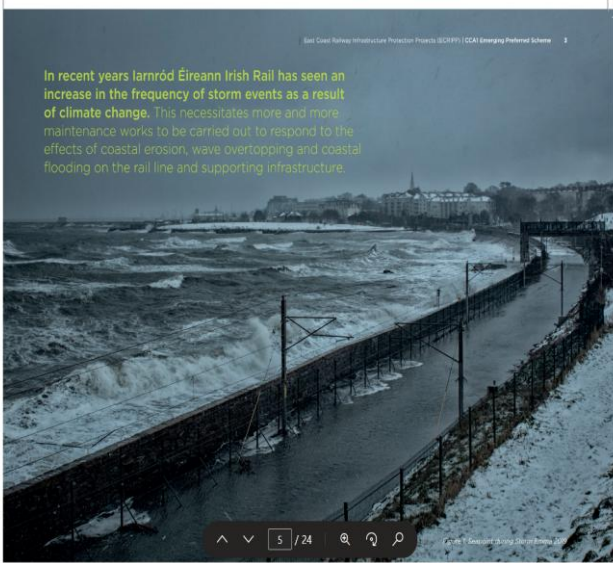 East Coast Railway Infrastructure Protection Projects (ECRIPP) | CCA1 Emerging Preferred Scheme 3
In recent years Iarnród Éireann Irish Rail has seen an
increase in the frequency of storm events as a result
of climate change. This necessitates more and more
maintenance works to be carried out to respond to the
effects of coastal erosion, wave overtopping and coastal
flooding on the rail line and supporting infrastructure.
5 / 24
Figure 1: Seapoint during Storm Emma